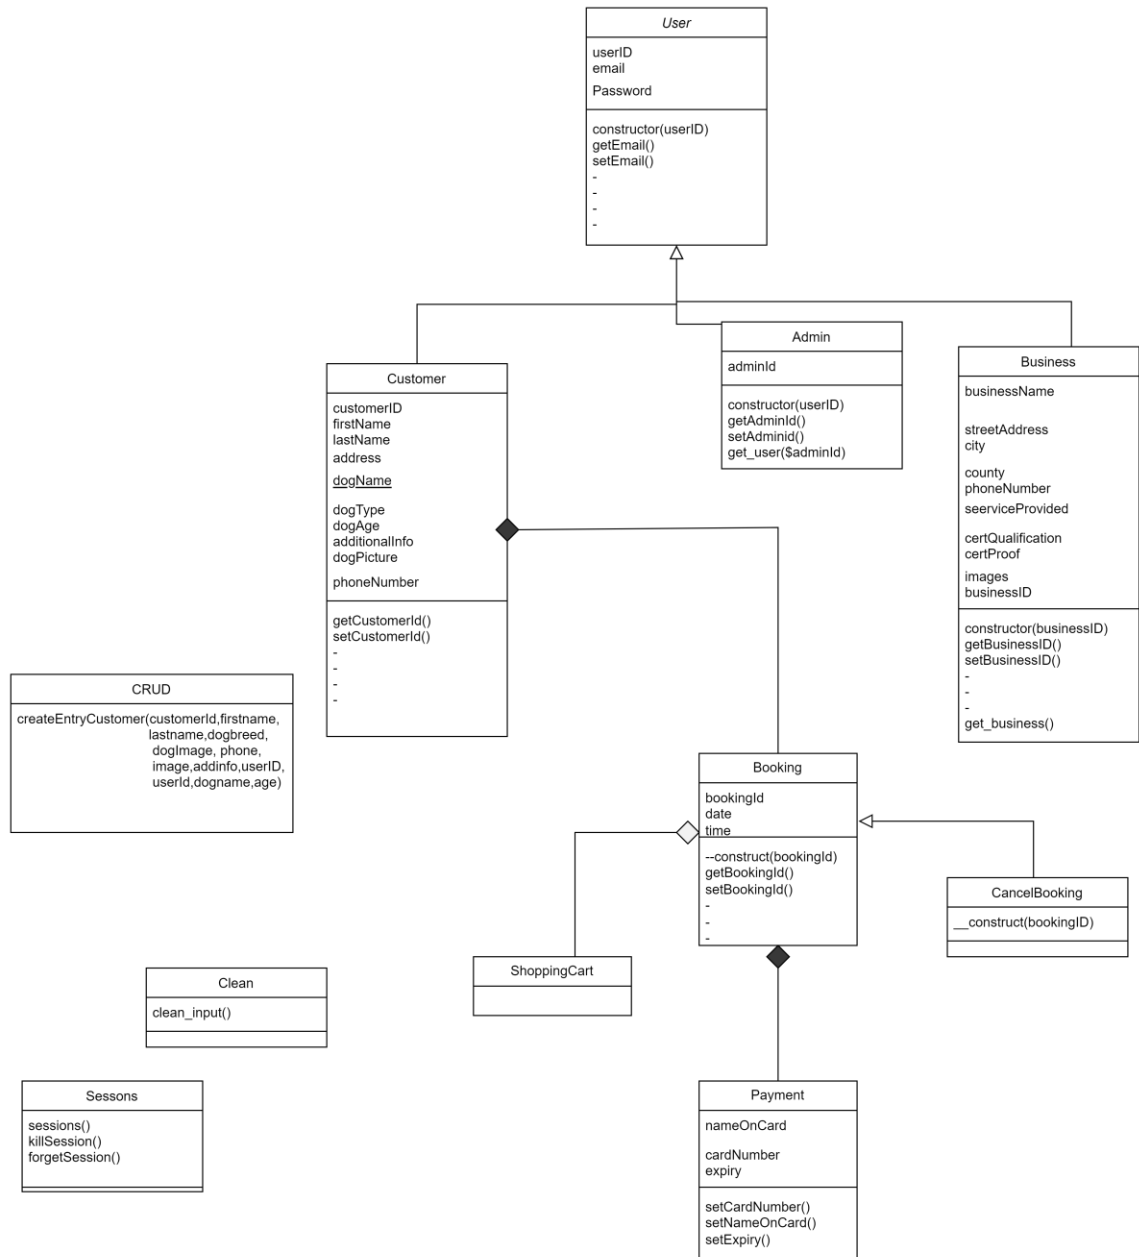 User
userID
email
Password
constructor(userID)
getEmail()
setEmail()
-
-
-
-
Customer
customerID
firstName
lastName
address
dogName
dogType
dogAge
additionalInfo
dogPicture
phoneNumber
getCustomerId()
setCustomerId()
-
-
-
-
Admin
adminId
constructor(userID)
getAdminId()
setAdminid()
get_user($adminId)
Business
businessName
streetAddress
city
county
phoneNumber
seerviceProvided
certQualification
certProof
images
businessID
constructor(businessID)
getBusinessID()
setBusinessID()
-
-
-
get_business()
CRUD
createEntryCustomer(customerId,firstname,
lastname,dogbreed,
dogImage, phone,
image,addinfo,userID,
userId,dogname,age)
Booking
bookingId
date
time
--construct(bookingId)
getBookingId()
setBookingId()
-
-
-
CancelBooking
__construct(bookingID)
ShoppingCart
Clean
clean_input()
Sessons
sessions()
killSession()
forgetSession()
Payment
nameOnCard
cardNumber
expiry
setCardNumber()
setNameOnCard()
setExpiry()